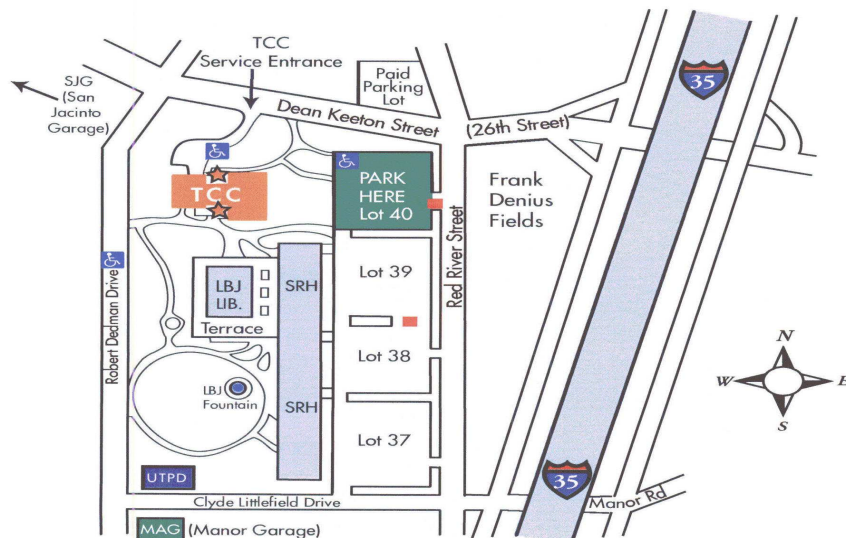 TCC
Service Entrance
SJG
(San
Jacinto
Garage)
Paid
Parking
Lot
35
Dean Keeton Street
(26th Street)
TCC
PARK
HERE
Lot 40
Frank
Denius
Fields
Red River Street
Robert Dedman Drive
LBJ
LIB.
Terrace
SRH
Lot 39
Lot 38
LBJ
Fountain
SRH
Lot 37
N
W
E
S
UTPD
35
Manor Rd
Clyde Littlefield Drive
MAG
(Manor Garage)